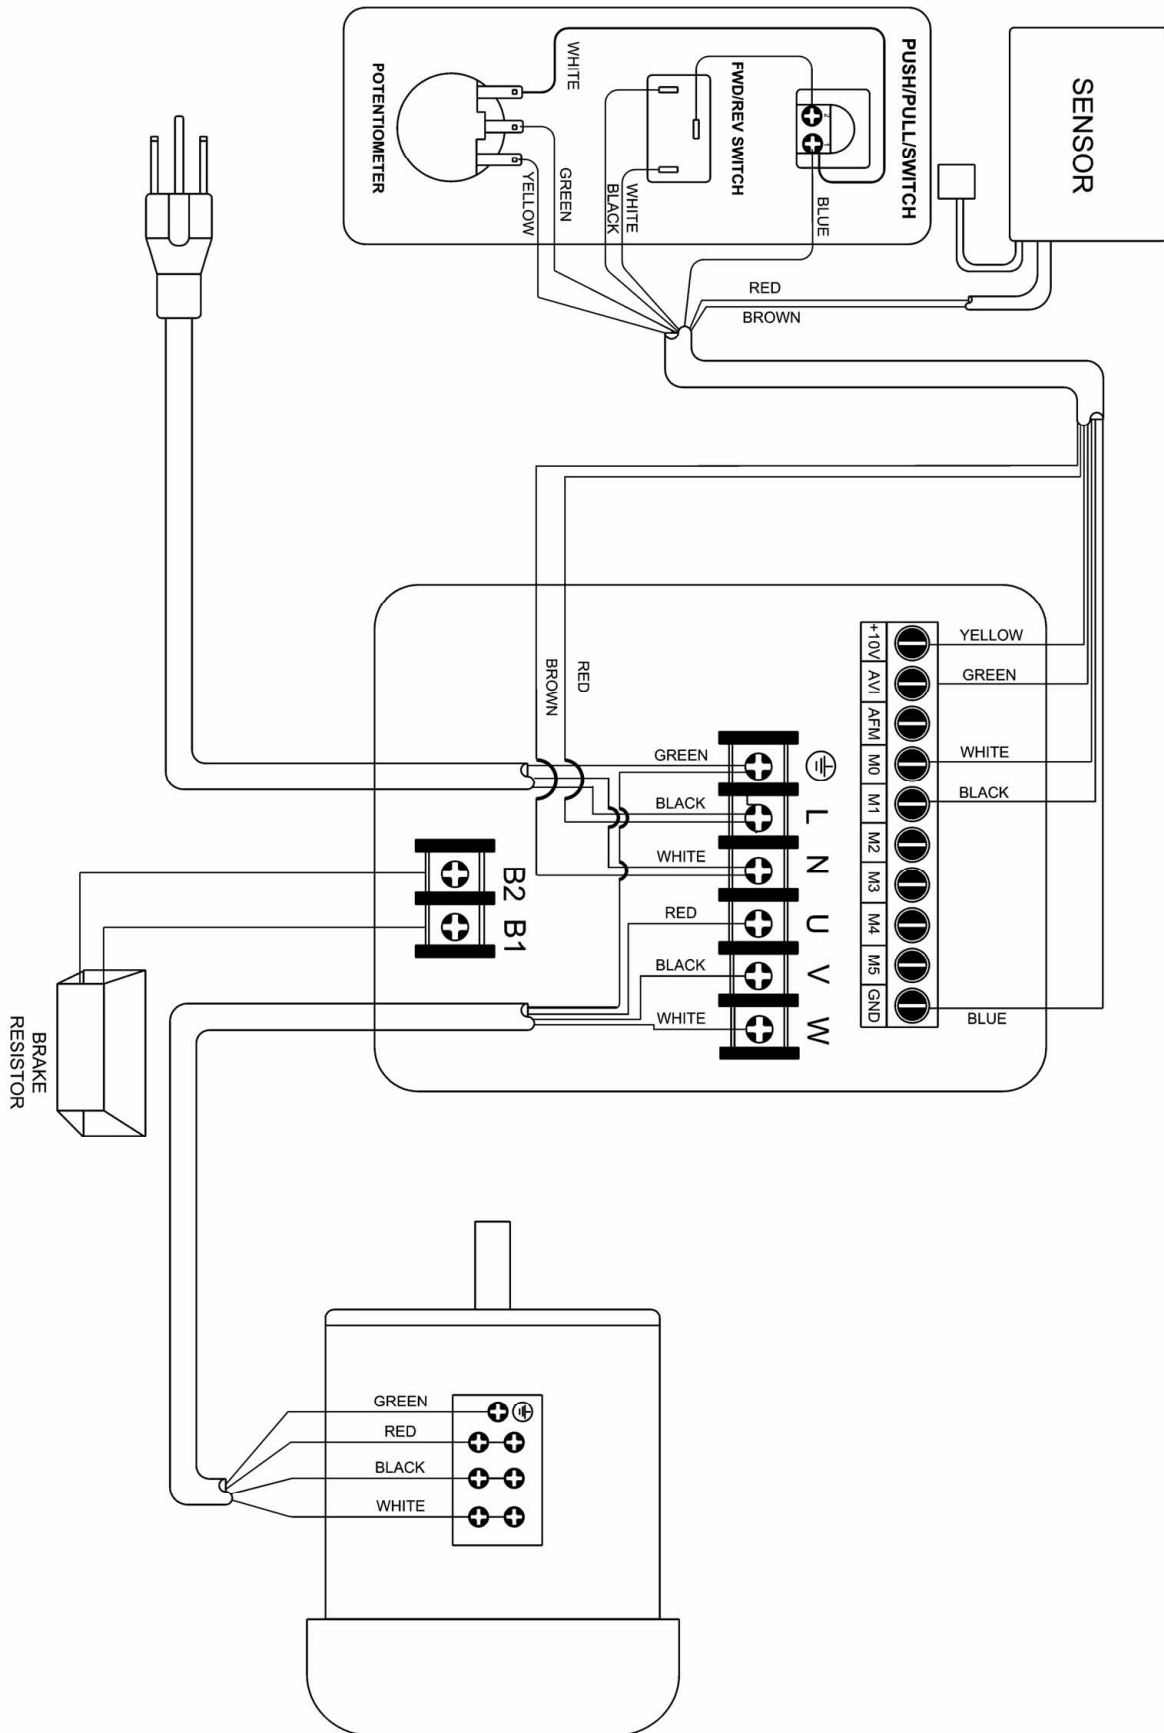 SENSOR
PUSH/PULL/SWITCH
2
1
FWD/REV SWITCH
POTENTIOMETER
WHITE
GREEN
YELLOW
WHITE
BLACK
BLUE
RED
BROWN
RED
BROWN
+10V
AVI
AFM
M0
M1
M2
M3
M4
M5
GND
YELLOW
GREEN
WHITE
BLACK
BLUE
GREEN
BLACK
WHITE
RED
BLACK
WHITE
L
N
U
V
W
B2
B1
BRAKE
RESISTOR
GREEN
RED
BLACK
WHITE